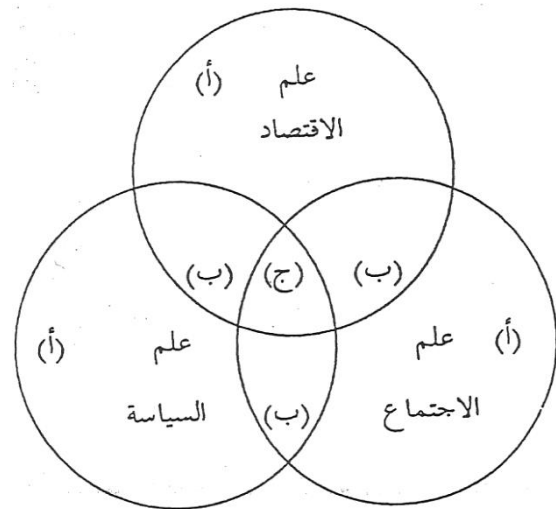 علم (أ)
الاقتصاد
(ب) (ج) (ب)
(أ) علم
الاجتماع
علم (أ)
السياسة
(ب)